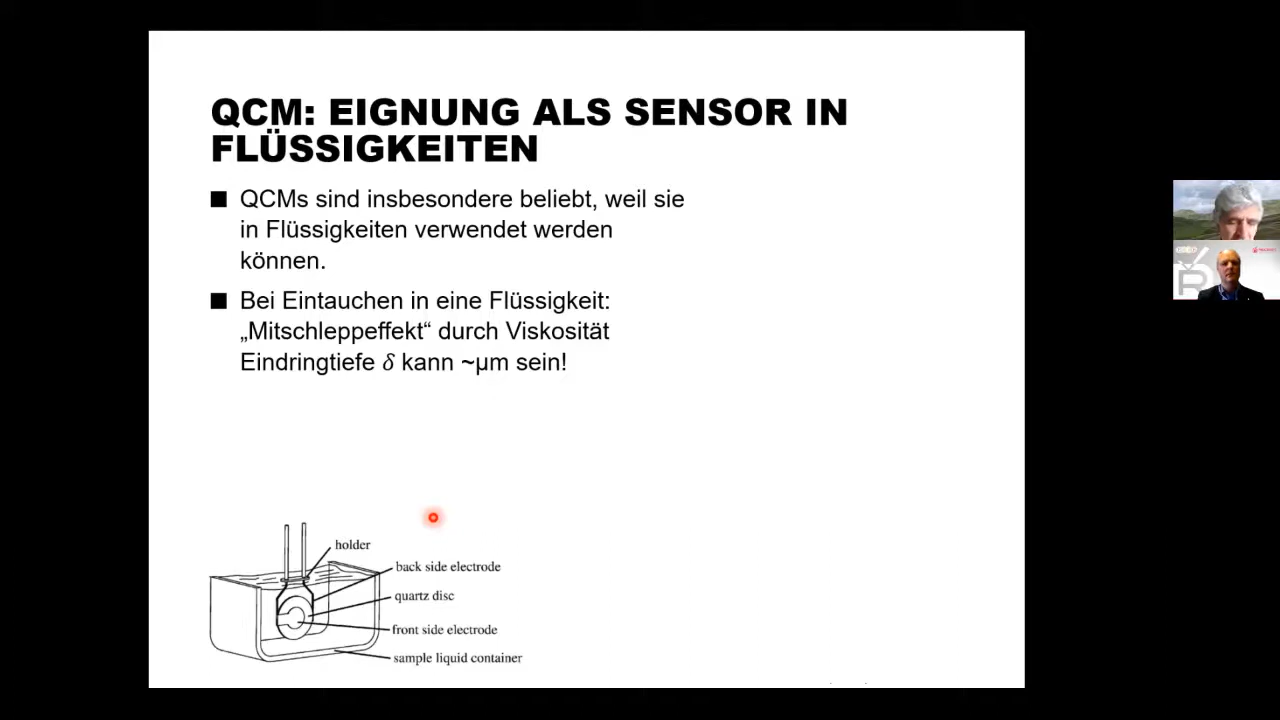 QCM: EIGNUNG ALS SENSOR IN
FLÜSSIGKEITEN
QCMs sind insbesondere beliebt, weil sie
in Flüssigkeiten verwendet werden
können.
Bei Eintauchen in eine Flüssigkeit:
„Mitschleppeffekt“ durch Viskosität
Eindringtiefe 𝛿 kann ~μm sein!
holder
back side electrode
quartz disc
front side electrode
sample liquid container